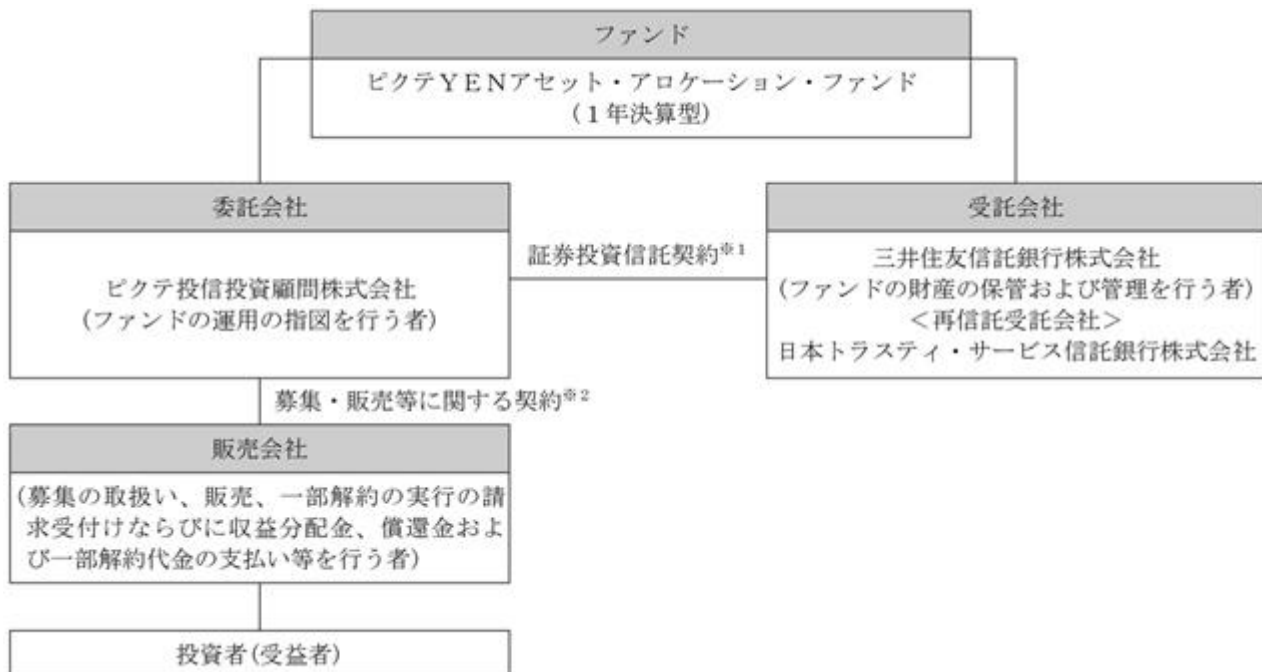 ファンド
ピクテYENアセット・アロケーション・ファンド
(1年決算型)
委託会社
ピクテ投信投資顧問株式会社
(ファンドの運用の指図を行う者)
証券投資信託契約※1
受託会社
三井住友信託銀行株式会社
(ファンドの財産の保管および管理を行う者)
<再信託受託会社>
日本トラスティ・サービス信託銀行株式会社
募集・販売等に関する契約※2
販売会社
(募集の取扱い、販売、一部解約の実行の請
求受付けならびに収益分配金、償還金およ
び一部解約代金の支払い等を行う者)
投資者(受益者)